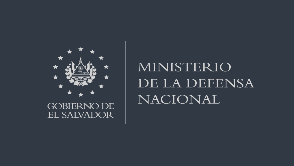 GOBIERNO DE
EL SALVADOR
MINISTERIO
DE LA DEFENSA
NACIONAL